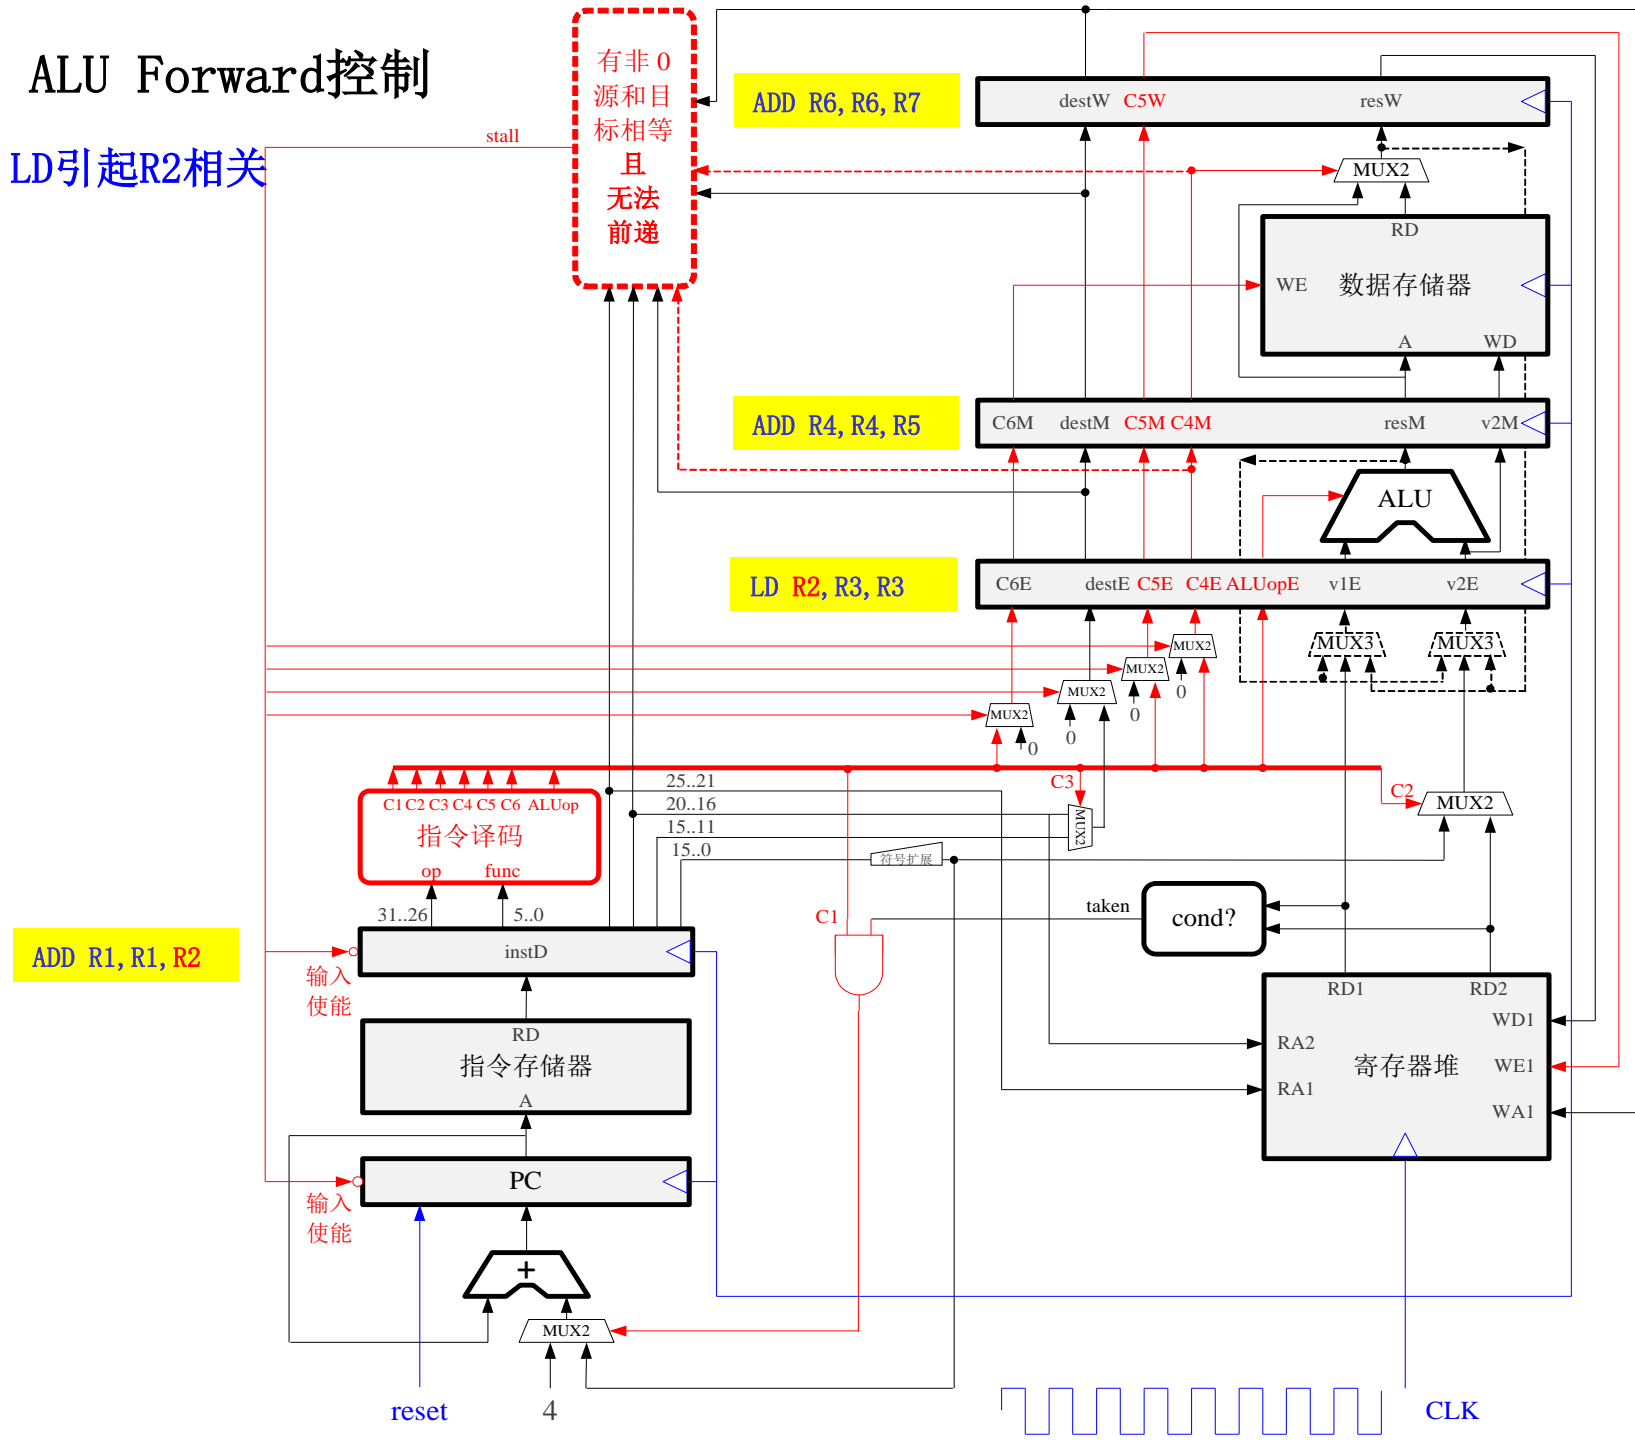 ALU Forward控制
LD引起R2相关
stall
有非 0
源和目
标相等
且
无法
前递
ADD R6,R6,R7
destW C5W resW
MUX2
RD
WE 数据存储器
A WD
ADD R4,R4,R5
C6M destM C5M C4M resM v2M
ALU
LD R2,R3,R3
C6E destE C5E C4E ALUopE v1E v2E
MUX3 MUX3
MUX2
MUX2
0
MUX2
0
MUX2
0
0
C1 C2 C3 C4 C5 C6 ALUop
指令译码
op func
25..21
20..16
15..11
15..0
C3
MUX2
C2
MUX2
符号扩展
31..26 5..0
C1
taken
cond?
ADD R1,R1,R2
instD
输入
使能
RD
指令存储器
A
RD1 RD2
WD1
RA2
寄存器堆
WE1
RA1
WA1
PC
输入
使能
+
MUX2
reset
4
CLK